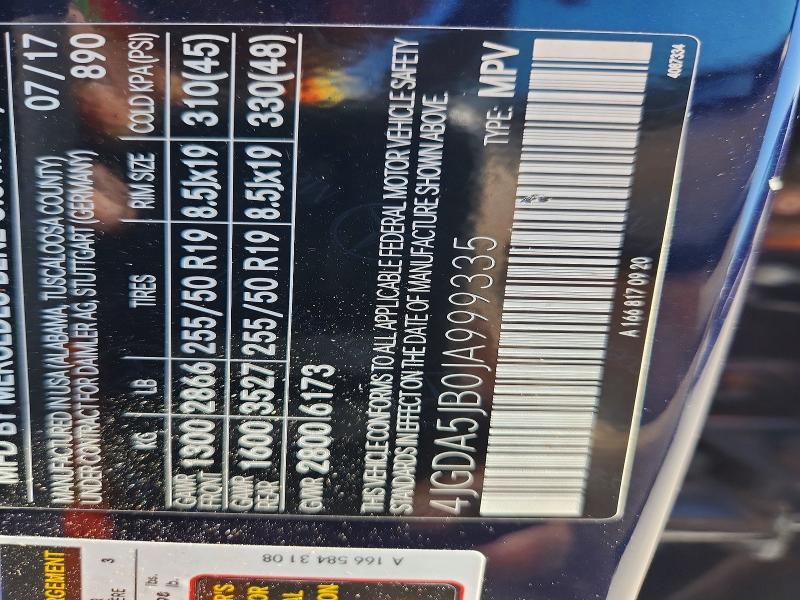 MFD BY MERCEDES-BENZ
07/17
MANUFACTURED IN USA (ALABAMA, TUSCALOOSA COUNTY)
UNDER CONTRACT FOR DAIMLER AG, STUTTGART (GERMANY) 890
KG LB TIRES RIM SIZE COLD KPA (PSI)
GAWR FRONT 1300 2866 255/50 R19 8.5Jx19 310(45)
GAWR REAR 1600 3527 255/50 R19 8.5Jx19 330(48)
GVWR 2800 6173
THIS VEHICLE CONFORMS TO ALL APPLICABLE FEDERAL MOTOR VEHICLE SAFETY
STANDARDS IN EFFECT ON THE DATE OF MANUFACTURE SHOWN ABOVE.
4JGDA5JB0JA999335 TYPE: MPV
A 166 817 09 20
4087334
A 166 584 31 08
3
lbs.
lb.